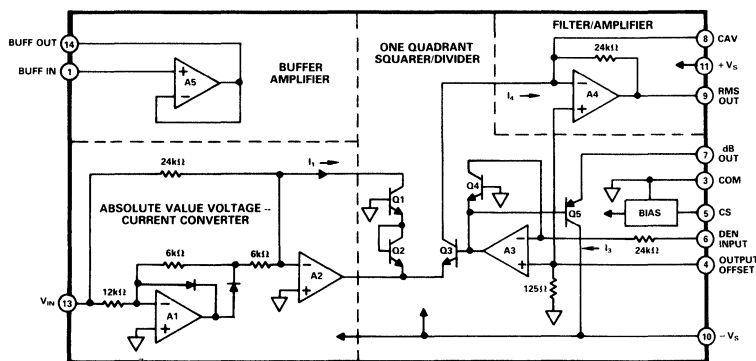 BUFF OUT 14
BUFF IN 1
A5
BUFFER
AMPLIFIER
ONE QUADRANT
SQUARER/DIVIDER
FILTER/AMPLIFIER
24kΩ
I4
A4
8 CAV
11 + VS
9 RMS
OUT
7 dB
OUT
3 COM
5 CS
6 DEN
INPUT
4 OUTPUT
OFFSET
10 – VS
24kΩ
I1
ABSOLUTE VALUE VOLTAGE –
CURRENT CONVERTER
6kΩ
6kΩ
VIN 13
12kΩ
A1
A2
Q1
Q2
Q3
Q4
A3
Q5
BIAS
I3
24kΩ
125Ω